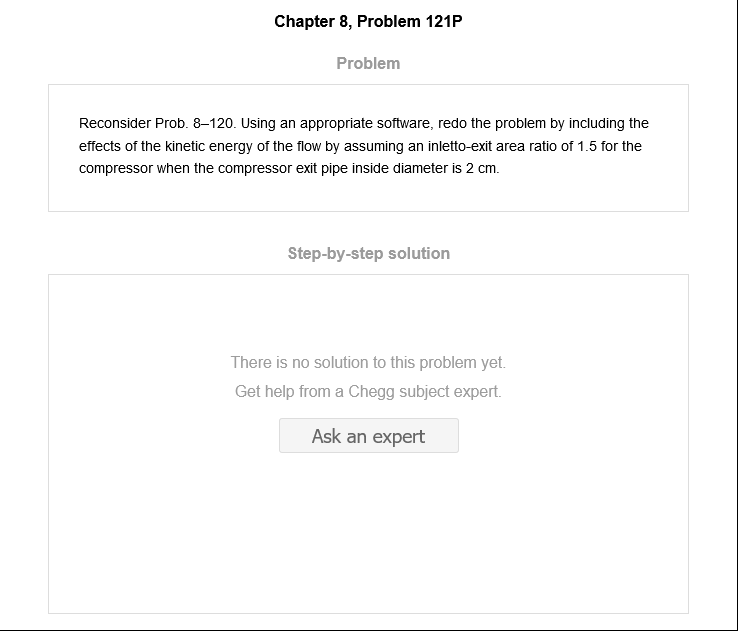 Chapter 8, Problem 121P
Problem
Reconsider Prob. 8–120. Using an appropriate software, redo the problem by including the
effects of the kinetic energy of the flow by assuming an inletto-exit area ratio of 1.5 for the
compressor when the compressor exit pipe inside diameter is 2 cm.
Step-by-step solution
There is no solution to this problem yet.
Get help from a Chegg subject expert.
Ask an expert